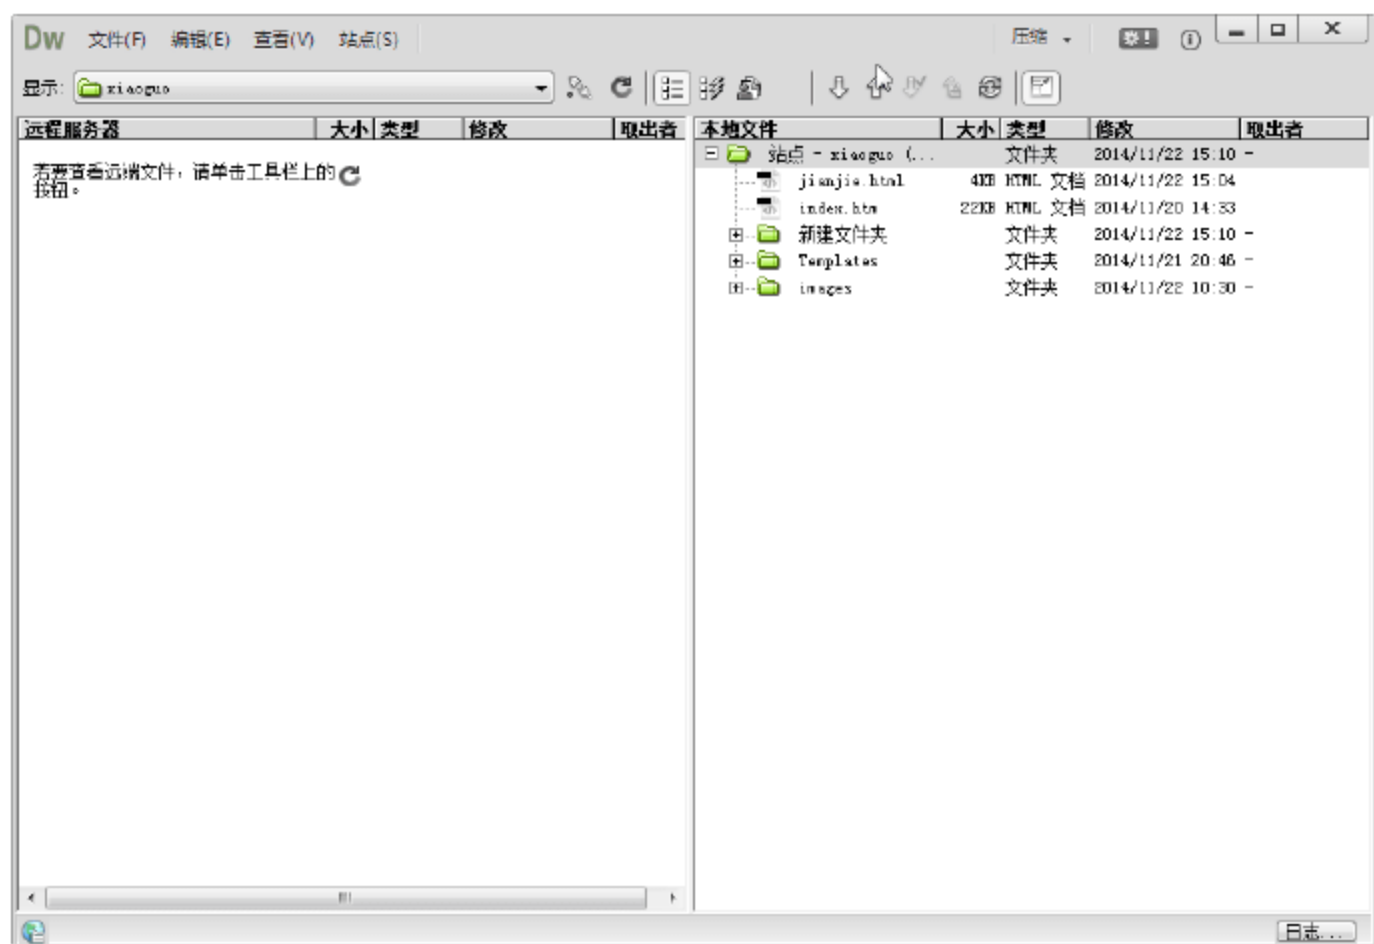 Dw 文件(F) 编辑(E) 查看(V) 站点(S) 压缩
显示: xiaoguo
远程服务器 大小 类型 修改 取出者
若要查看远端文件，请单击工具栏上的
按钮。
本地文件 大小 类型 修改 取出者
站点 - xiaoguo (... 文件夹 2014/11/22 15:10 -
jianjie.html 4KB HTML 文档 2014/11/22 15:04
index.htm 22KB HTML 文档 2014/11/20 14:33
新建文件夹 文件夹 2014/11/22 15:10 -
Templates 文件夹 2014/11/21 20:46 -
images 文件夹 2014/11/22 10:30 -
日志...